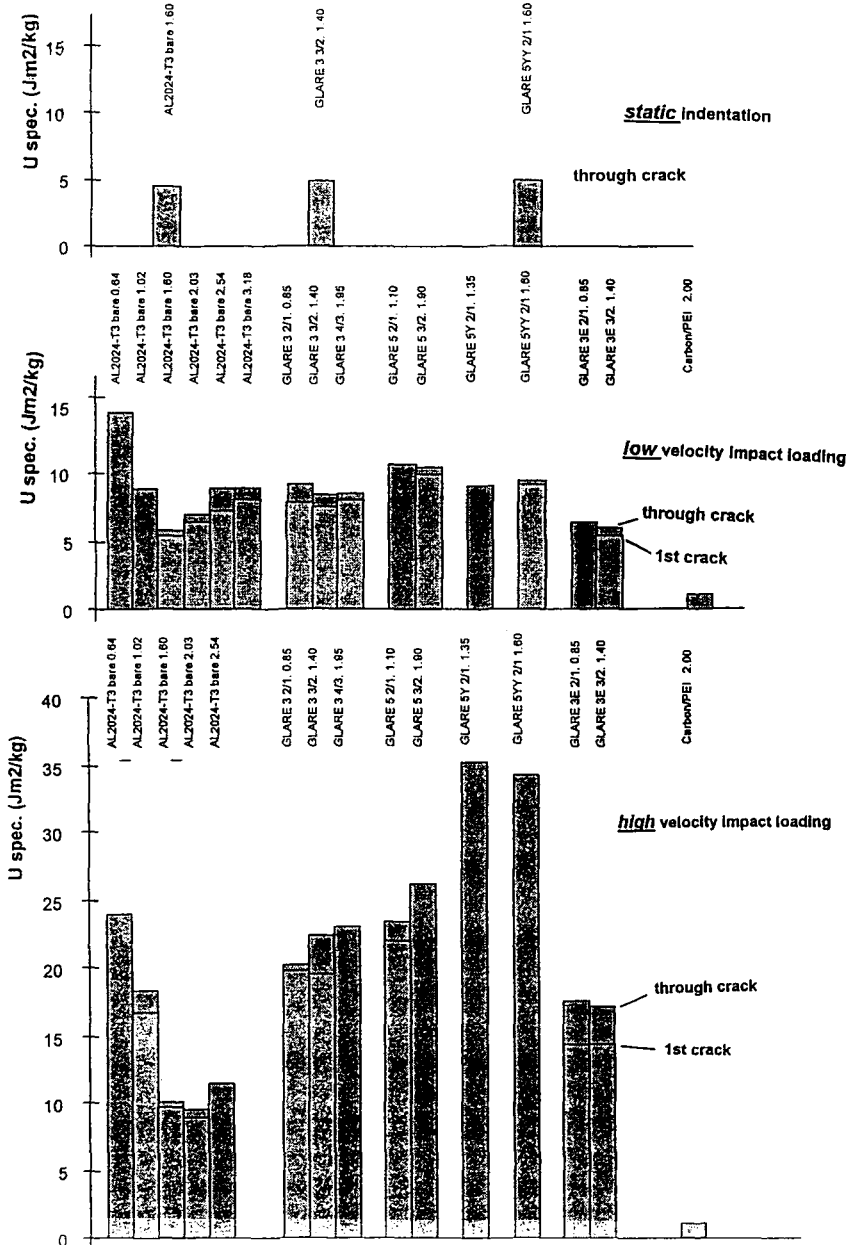 U spec. (Jm2/kg)
15
10
5
0
AL2024-T3 bare 1.60
GLARE 3 3/2. 1.40
GLARE 5YY 2/1 1.60
static indentation
through crack
U spec. (Jm2/kg)
15
10
5
0
AL2024-T3 bare 0.64
AL2024-T3 bare 1.02
AL2024-T3 bare 1.60
AL2024-T3 bare 2.03
AL2024-T3 bare 2.54
AL2024-T3 bare 3.18
GLARE 3 2/1. 0.85
GLARE 3 3/2. 1.40
GLARE 3 4/3. 1.95
GLARE 5 2/1. 1.10
GLARE 5 3/2. 1.90
GLARE 5Y 2/1. 1.35
GLARE 5YY 2/1 1.60
GLARE 3E 2/1. 0.85
GLARE 3E 3/2. 1.40
Carbon/PEI 2.00
low velocity impact loading
through crack
1st crack
U spec. (Jm2/kg)
40
35
30
25
20
15
10
5
0
AL2024-T3 bare 0.64
AL2024-T3 bare 1.02
AL2024-T3 bare 1.60
AL2024-T3 bare 2.03
AL2024-T3 bare 2.54
GLARE 3 2/1. 0.85
GLARE 3 3/2. 1.40
GLARE 3 4/3. 1.95
GLARE 5 2/1. 1.10
GLARE 5 3/2. 1.90
GLARE 5Y 2/1. 1.35
GLARE 5YY 2/1 1.60
GLARE 3E 2/1. 0.85
GLARE 3E 3/2. 1.40
Carbon/PEI 2.00
high velocity impact loading
through crack
1st crack